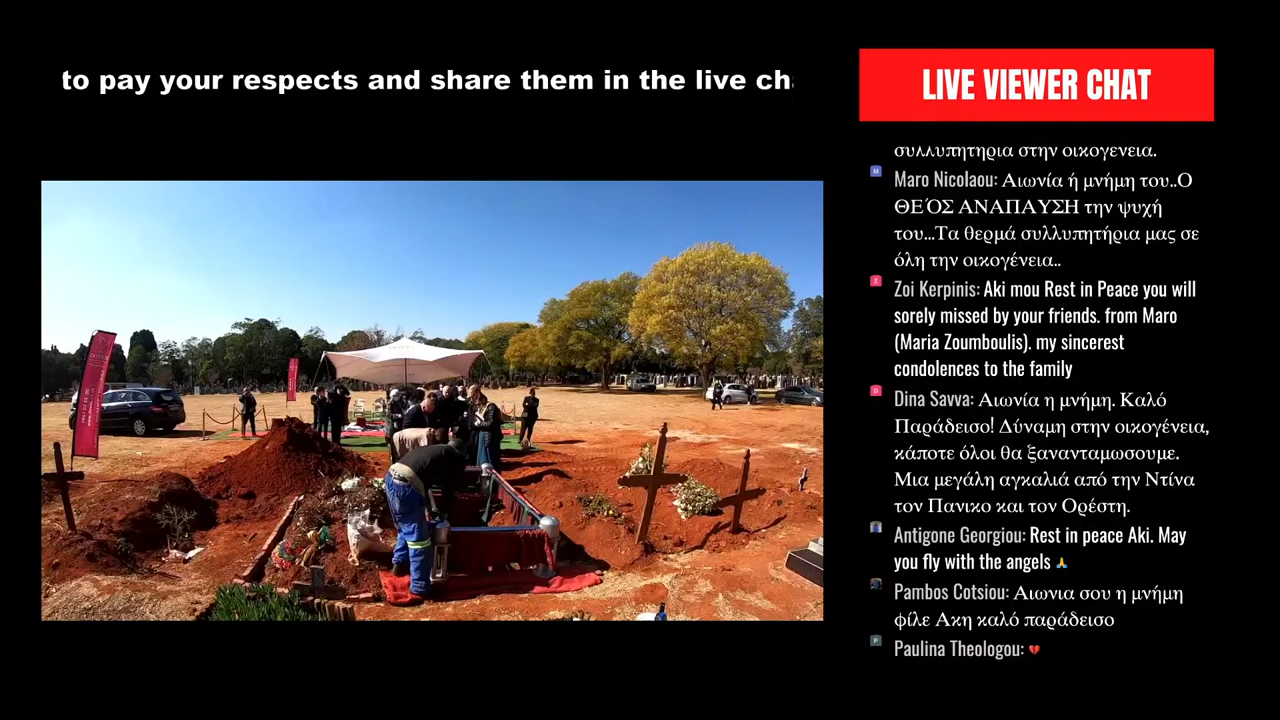 to pay your respects and share them in the live
LIVE VIEWER CHAT
συλλυπητηρια στην οικογενεια.
Maro Nicolaou: Αιωνία ή μνήμη του..Ο
ΘΕΌΣ ΑΝΑΠΑΥΣΗ την ψυχή
του...Τα θερμά συλλυπητήρια μας σε
όλη την οικογένεια..
Zoi Kerpinis: Aki mou Rest in Peace you will
sorely missed by your friends. from Maro
(Maria Zoumboulis). my sincerest
condolences to the family
Dina Savva: Αιωνία η μνήμη. Καλό
Παράδεισο! Δύναμη στην οικογένεια,
κάποτε όλοι θα ξανανταμωσουμε.
Μια μεγάλη αγκαλιά από την Ντίνα
τον Πανικο και τον Ορέστη.
Antigone Georgiou: Rest in peace Aki. May
you fly with the angels 🙏
Pambos Cotsiou: Αιωνια σου η μνήμη
φίλε Ακη καλό παράδεισο
Paulina Theologou: 💔